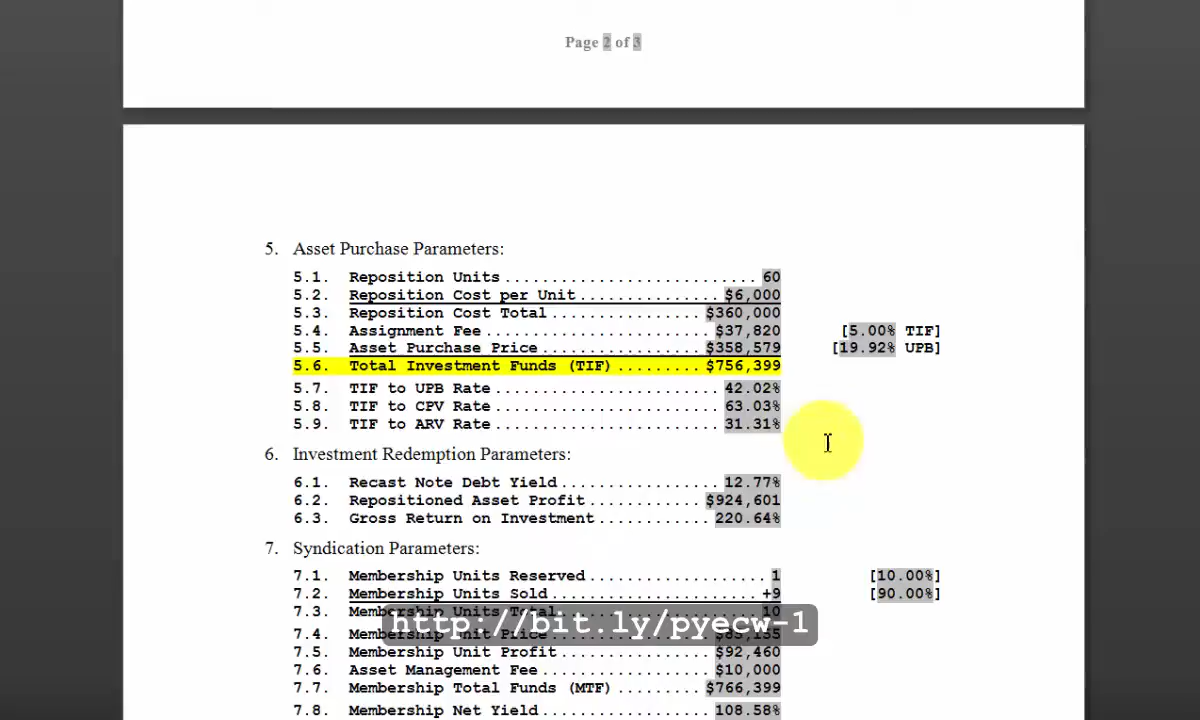 Page 2 of 3
5. Asset Purchase Parameters:
5.1. Reposition Units........................... 60
5.2. Reposition Cost per Unit............... $6,000
5.3. Reposition Cost Total ................. $360,000
5.4. Assignment Fee......................... $37,820 [5.00% TIF]
5.5. Asset Purchase Price.................. $358,579 [19.92% UPB]
5.6. Total Investment Funds (TIF) ......... $756,399
5.7. TIF to UPB Rate........................ 42.02%
5.8. TIF to CPV Rate........................ 63.03%
5.9. TIF to ARV Rate........................ 31.31%
6. Investment Redemption Parameters:
6.1. Recast Note Debt Yield................. 12.77%
6.2. Repositioned Asset Profit............. $924,601
6.3. Gross Return on Investment............ 220.64%
7. Syndication Parameters:
7.1. Membership Units Reserved................... 1 [10.00%]
7.2. Membership Units Sold ..................... +9 [90.00%]
7.3. Membership Units Total.................... 10
http://bit.ly/pyecw-1
7.4. Membership Unit Price
7.5. Membership Unit Profit................. $92,460
7.6. Asset Management Fee................... $10,000
7.7. Membership Total Funds (MTF) ......... $766,399
7.8. Membership Net Yield.................. 108.58%